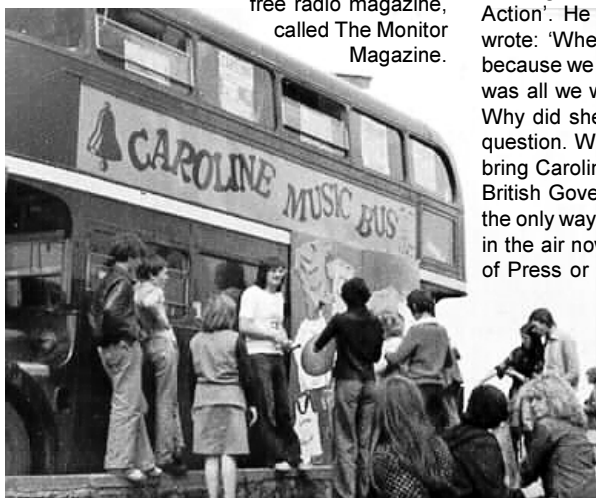 free radio magazine,
called The Monitor
Magazine.
Action’. He
wrote: ‘Whe
because we
was all we w
Why did she
question. W
bring Carolin
British Gove
the only way
in the air nov
of Press or
CAROLINE MUSIC BUS